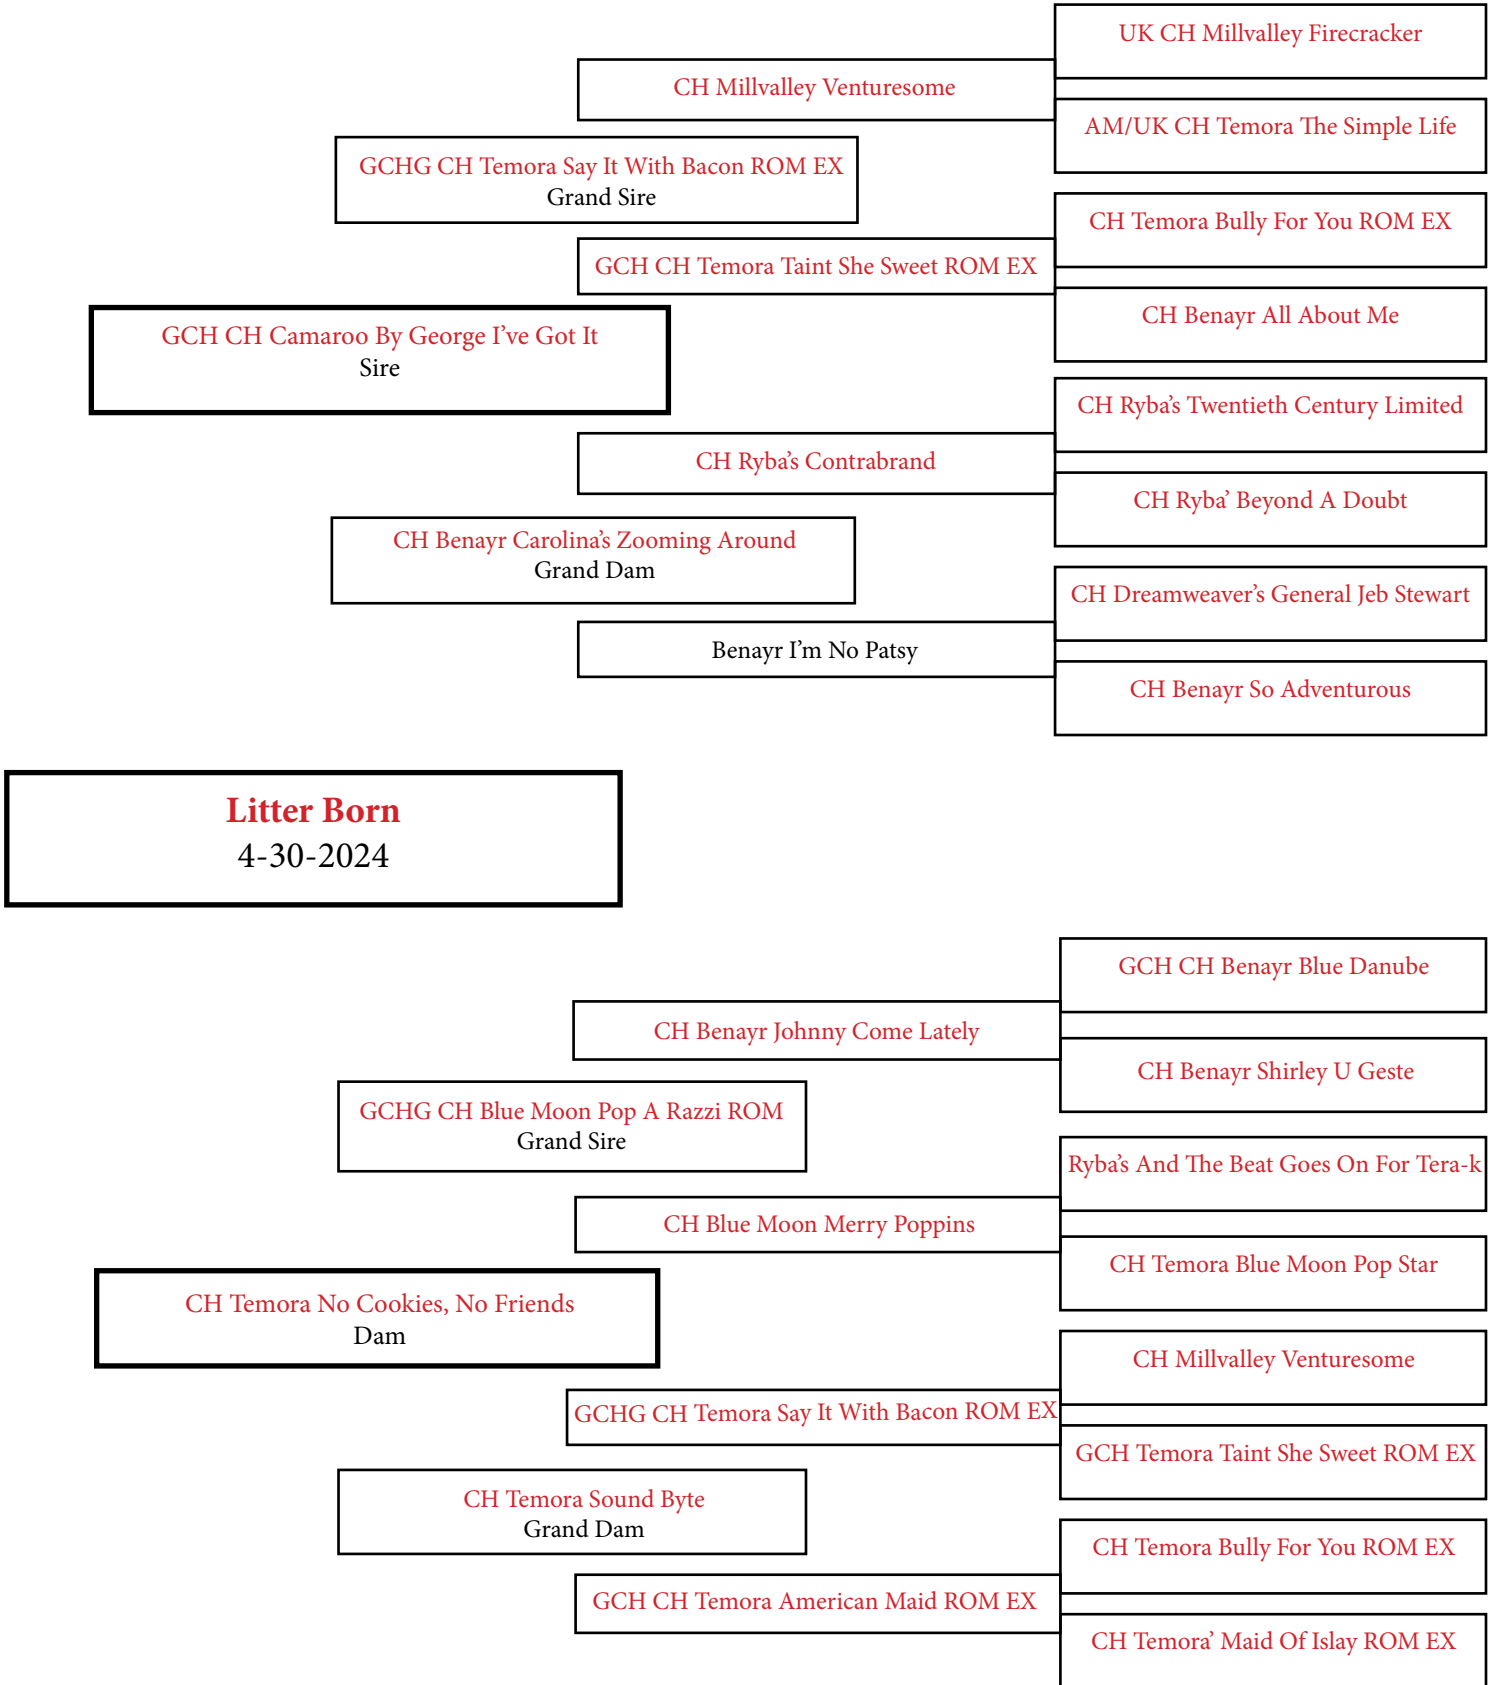 UK CH Millvalley Firecracker
CH Millvalley Venturesome
AM/UK CH Temora The Simple Life
GCHG CH Temora Say It With Bacon ROM EX
Grand Sire
CH Temora Bully For You ROM EX
GCH CH Temora Taint She Sweet ROM EX
CH Benayr All About Me
GCH CH Camaroo By George I’ve Got It
Sire
CH Ryba’s Twentieth Century Limited
CH Ryba’s Contrabrand
CH Ryba’ Beyond A Doubt
CH Benayr Carolina’s Zooming Around
Grand Dam
CH Dreamweaver’s General Jeb Stewart
Benayr I’m No Patsy
CH Benayr So Adventurous
Litter Born
4-30-2024
GCH CH Benayr Blue Danube
CH Benayr Johnny Come Lately
CH Benayr Shirley U Geste
GCHG CH Blue Moon Pop A Razzi ROM
Grand Sire
Ryba’s And The Beat Goes On For Tera-k
CH Blue Moon Merry Poppins
CH Temora Blue Moon Pop Star
CH Temora No Cookies, No Friends
Dam
CH Millvalley Venturesome
GCHG CH Temora Say It With Bacon ROM EX
GCH Temora Taint She Sweet ROM EX
CH Temora Sound Byte
Grand Dam
CH Temora Bully For You ROM EX
GCH CH Temora American Maid ROM EX
CH Temora’ Maid Of Islay ROM EX